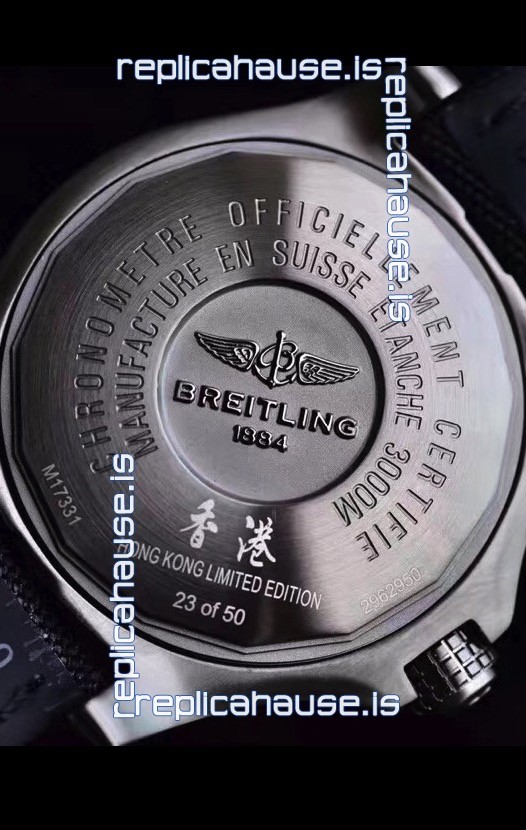 replicahause.is
replicahause.is
CHRONOMETRE OFFICIELLEMENT CERTIFIE
MANUFACTURE EN SUISSE ETANCHE 3000M
BREITLING
1884
M17331
香港
HONG KONG LIMITED EDITION
23 of 50
2962950
replicahause.is
replicahause.is